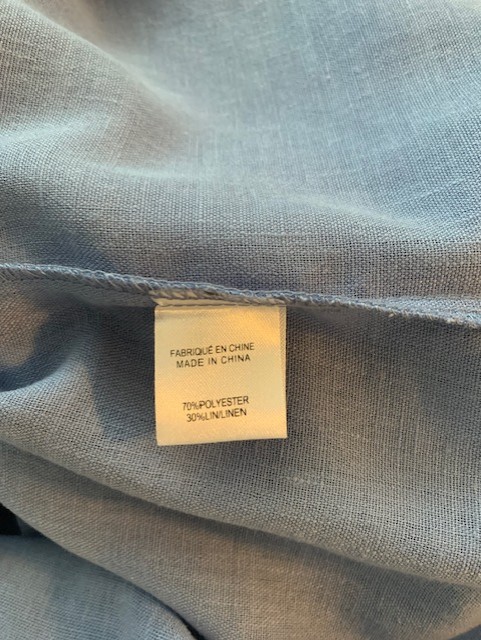 FABRIQUÉ EN CHINE
MADE IN CHINA
70%POLYESTER
30%LIN/LINEN